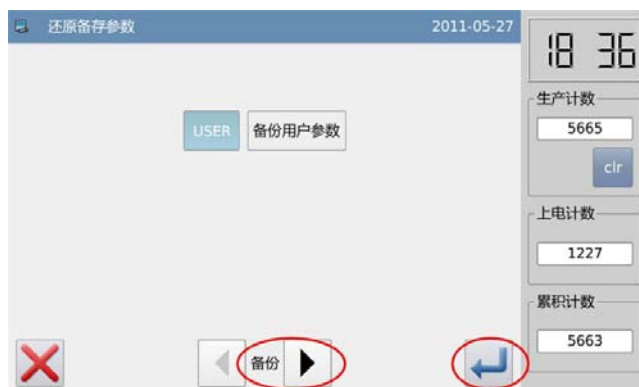 还原备存参数 2011-05-27
18 36
USER 备份用户参数
生产计数
5665
clr
上电计数
1227
累积计数
5663
备份